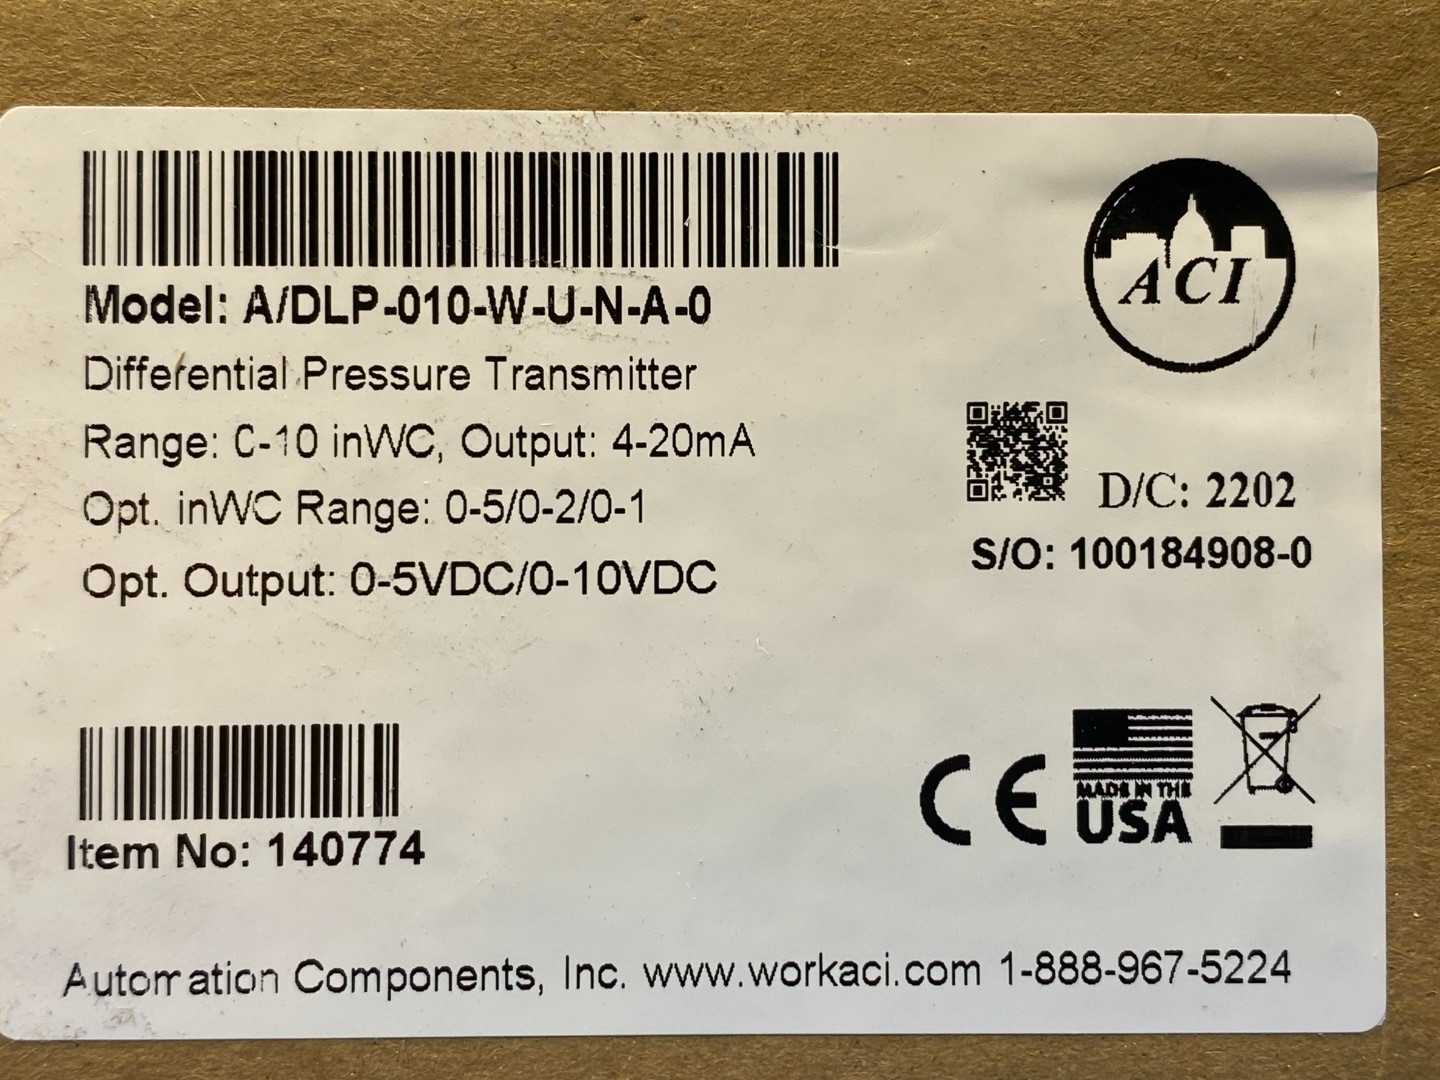 Model: A/DLP-010-W-U-N-A-0
Differential Pressure Transmitter
Range: 0-10 inWC, Output: 4-20mA
Opt. inWC Range: 0-5/0-2/0-1
Opt. Output: 0-5VDC/0-10VDC
ACI
D/C: 2202
S/O: 100184908-0
Item No: 140774
CE
MADE IN THE
USA
Automation Components, Inc. www.workaci.com 1-888-967-5224